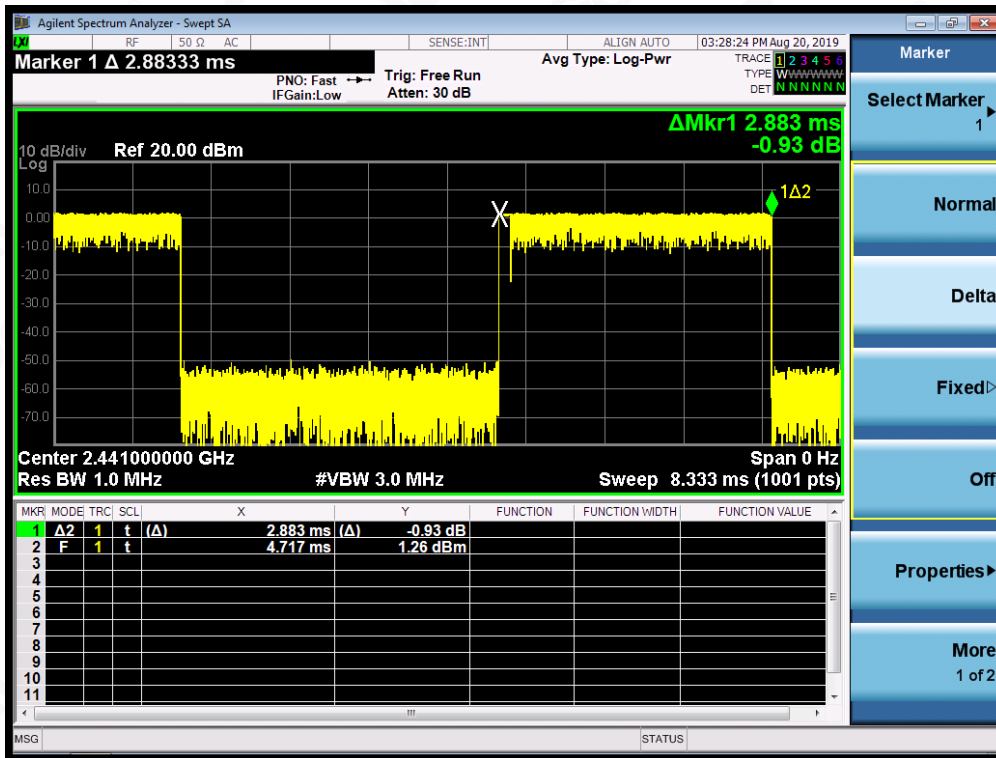 Agilent Spectrum Analyzer - Swept SA
LXI RF 50 Ω AC SENSE:INT ALIGN AUTO 03:28:24 PM Aug 20, 2019
Marker 1 Δ 2.88333 ms
PNO: Fast
IFGain:Low
Trig: Free Run
Atten: 30 dB
Avg Type: Log-Pwr
TRACE 1 2 3 4 5 6
TYPE WWWWWWW
DET N N N N N N
ΔMkr1 2.883 ms
-0.93 dB
10 dB/div Ref 20.00 dBm
Log
10.0
0.00
-10.0
-20.0
-30.0
-40.0
-50.0
-60.0
-70.0
X
1Δ2
Center 2.441000000 GHz Span 0 Hz
Res BW 1.0 MHz #VBW 3.0 MHz Sweep 8.333 ms (1001 pts)
MKR MODE TRC SCL X Y FUNCTION FUNCTION WIDTH FUNCTION VALUE
1 Δ2 1 t (Δ) 2.883 ms (Δ) -0.93 dB
2 F 1 t 4.717 ms 1.26 dBm
3
4
5
6
7
8
9
10
11
MSG STATUS
Marker
Select Marker
1
Normal
Delta
Fixed
Off
Properties
More
1 of 2